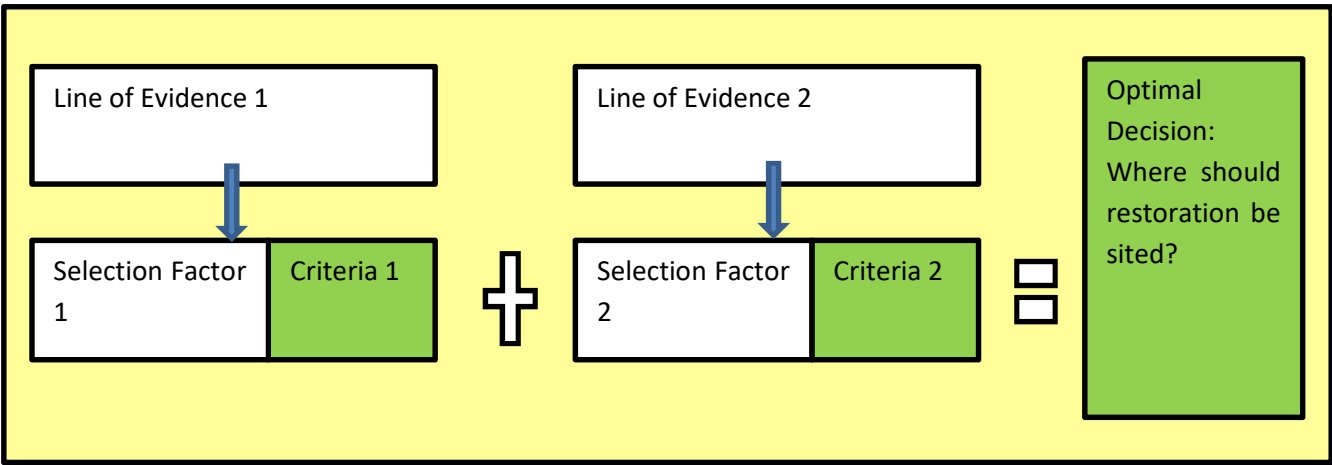 Line of Evidence 1
Line of Evidence 2
Selection Factor
1
Criteria 1
Selection Factor
2
Criteria 2
Optimal
Decision:
Where should
restoration be
sited?